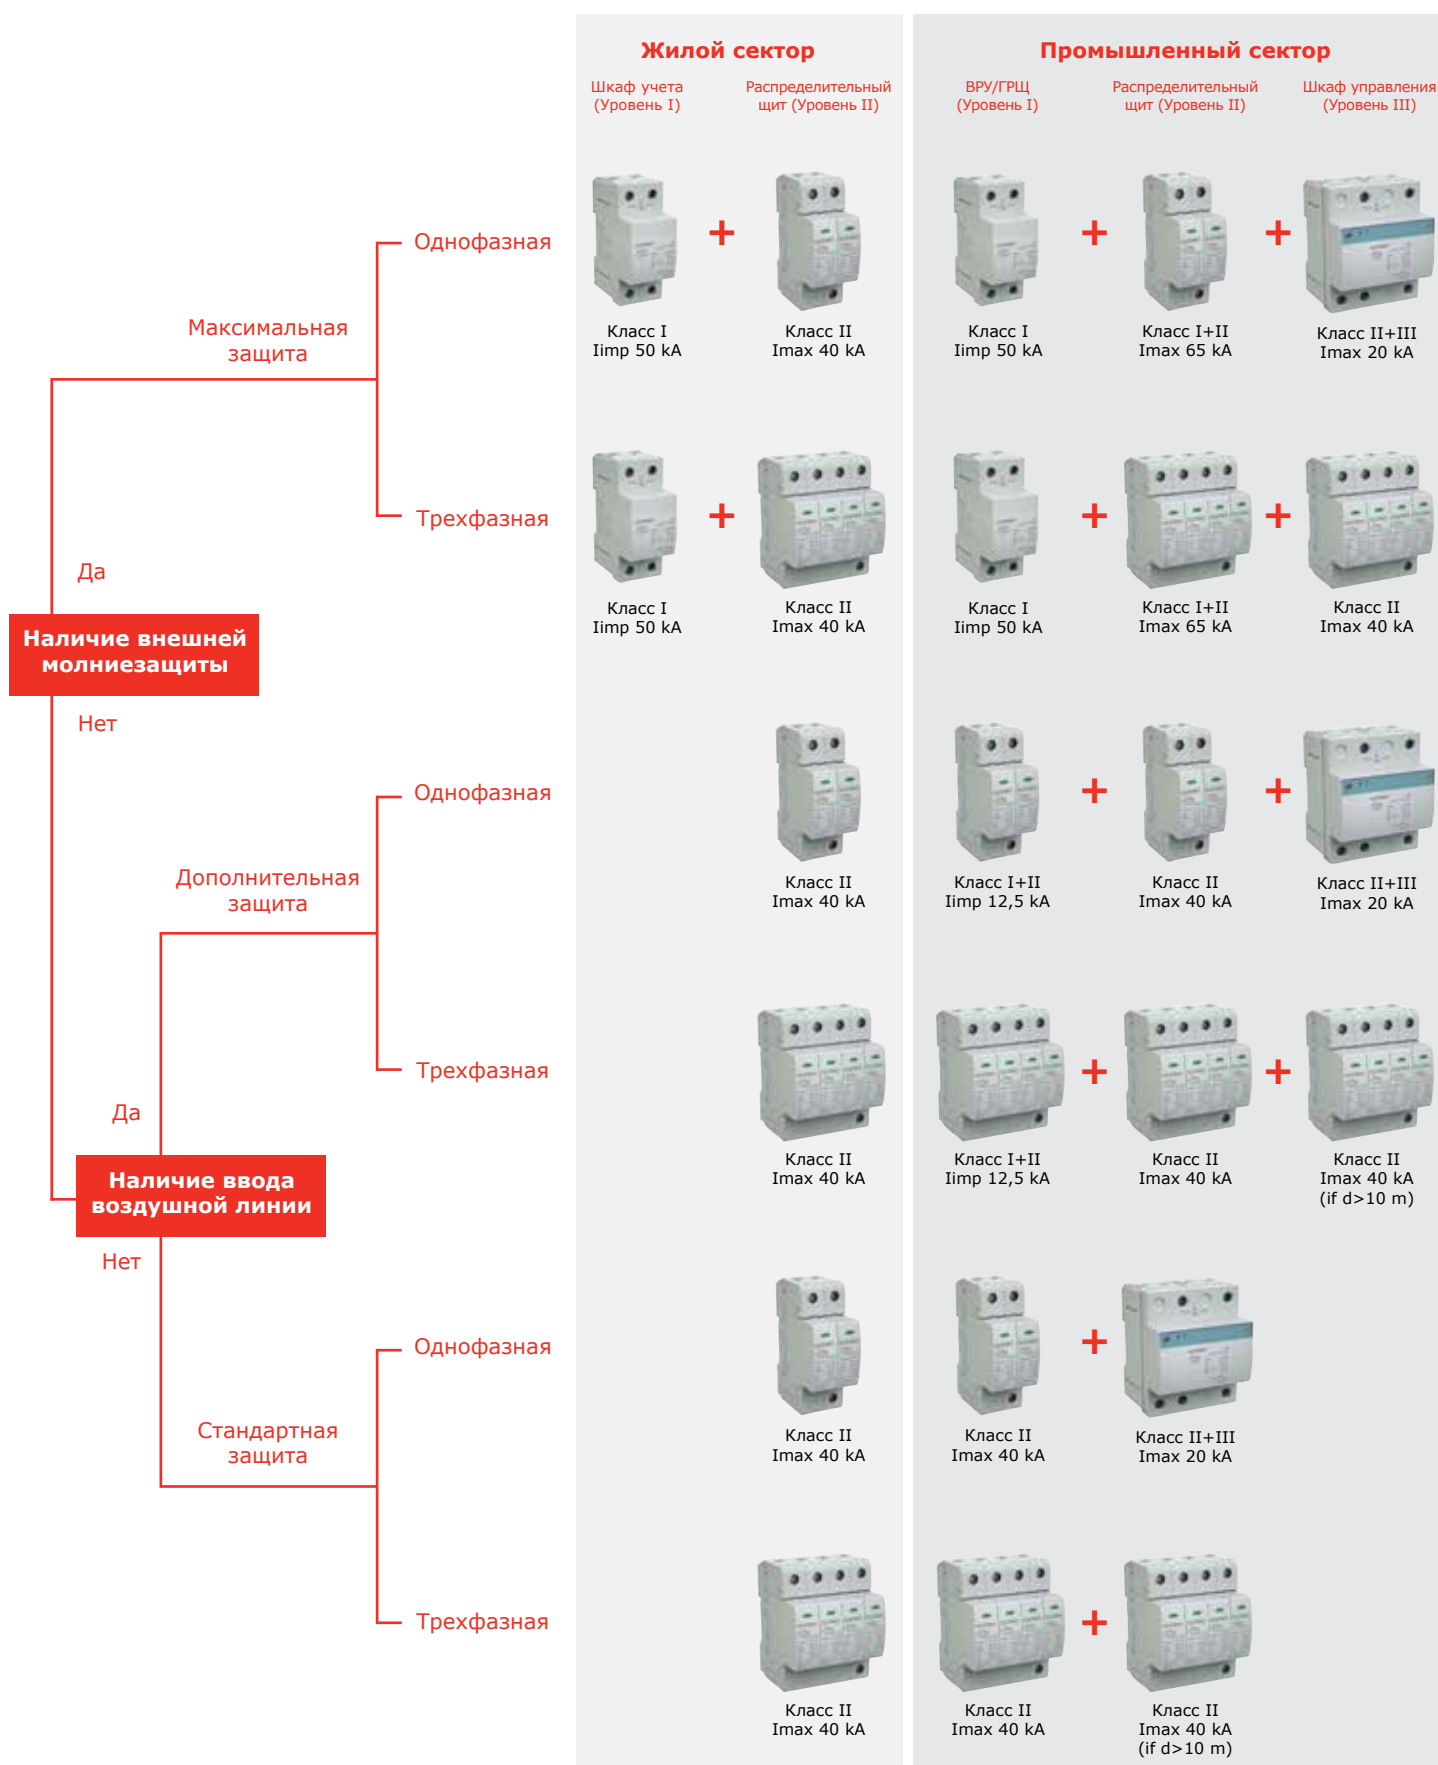 Жилой сектор
Промышленный сектор
Шкаф учета
(Уровень I)
Распределительный
щит (Уровень II)
ВРУ/ГРЩ
(Уровень I)
Распределительный
щит (Уровень II)
Шкаф управления
(Уровень III)
Однофазная
+
+
+
Максимальная
защита
Класс I
Iimp 50 kA
Класс II
Imax 40 kA
Класс I
Iimp 50 kA
Класс I+II
Imax 65 kA
Класс II+III
Imax 20 kA
Трехфазная
+
+
+
Да
Класс I
Iimp 50 kA
Класс II
Imax 40 kA
Класс I
Iimp 50 kA
Класс I+II
Imax 65 kA
Класс II
Imax 40 kA
Наличие внешней
молниезащиты
Нет
Однофазная
+
+
Дополнительная
защита
Класс II
Imax 40 kA
Класс I+II
Iimp 12,5 kA
Класс II
Imax 40 kA
Класс II+III
Imax 20 kA
Трехфазная
+
+
Да
Класс II
Imax 40 kA
Класс I+II
Iimp 12,5 kA
Класс II
Imax 40 kA
Класс II
Imax 40 kA
(if d>10 m)
Наличие ввода
воздушной линии
Нет
Однофазная
+
Стандартная
защита
Класс II
Imax 40 kA
Класс II
Imax 40 kA
Класс II+III
Imax 20 kA
Трехфазная
+
Класс II
Imax 40 kA
Класс II
Imax 40 kA
Класс II
Imax 40 kA
(if d>10 m)